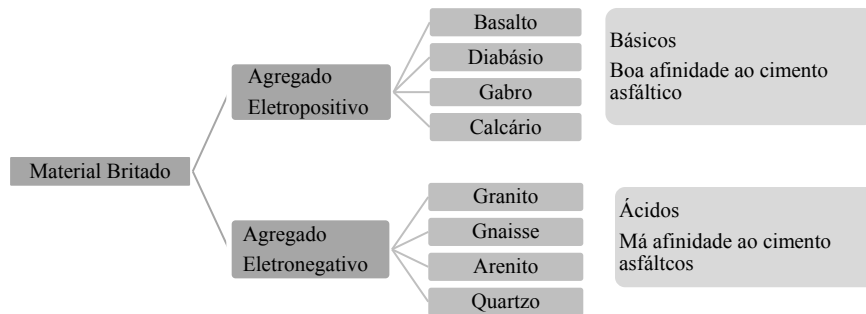 Material Britado
Agregado
Eletropositivo
Basalto
Diabásio
Gabro
Calcário
Básicos
Boa afinidade ao cimento
asfáltico
Agregado
Eletronegativo
Granito
Gnaisse
Arenito
Quartzo
Ácidos
Má afinidade ao cimento
asfáltcos